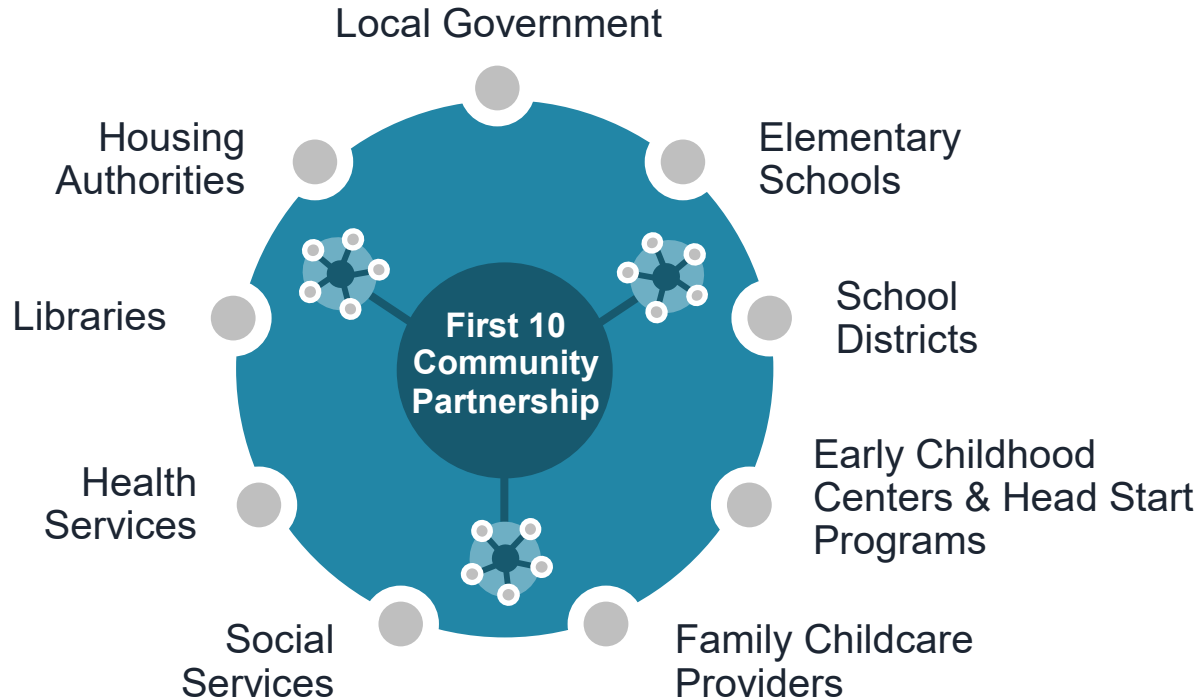 Local Government
Housing
Authorities
Elementary
Schools
Libraries
First 10
Community
Partnership
School
Districts
Health
Services
Early Childhood
Centers & Head Start
Programs
Social
Services
Family Childcare
Providers